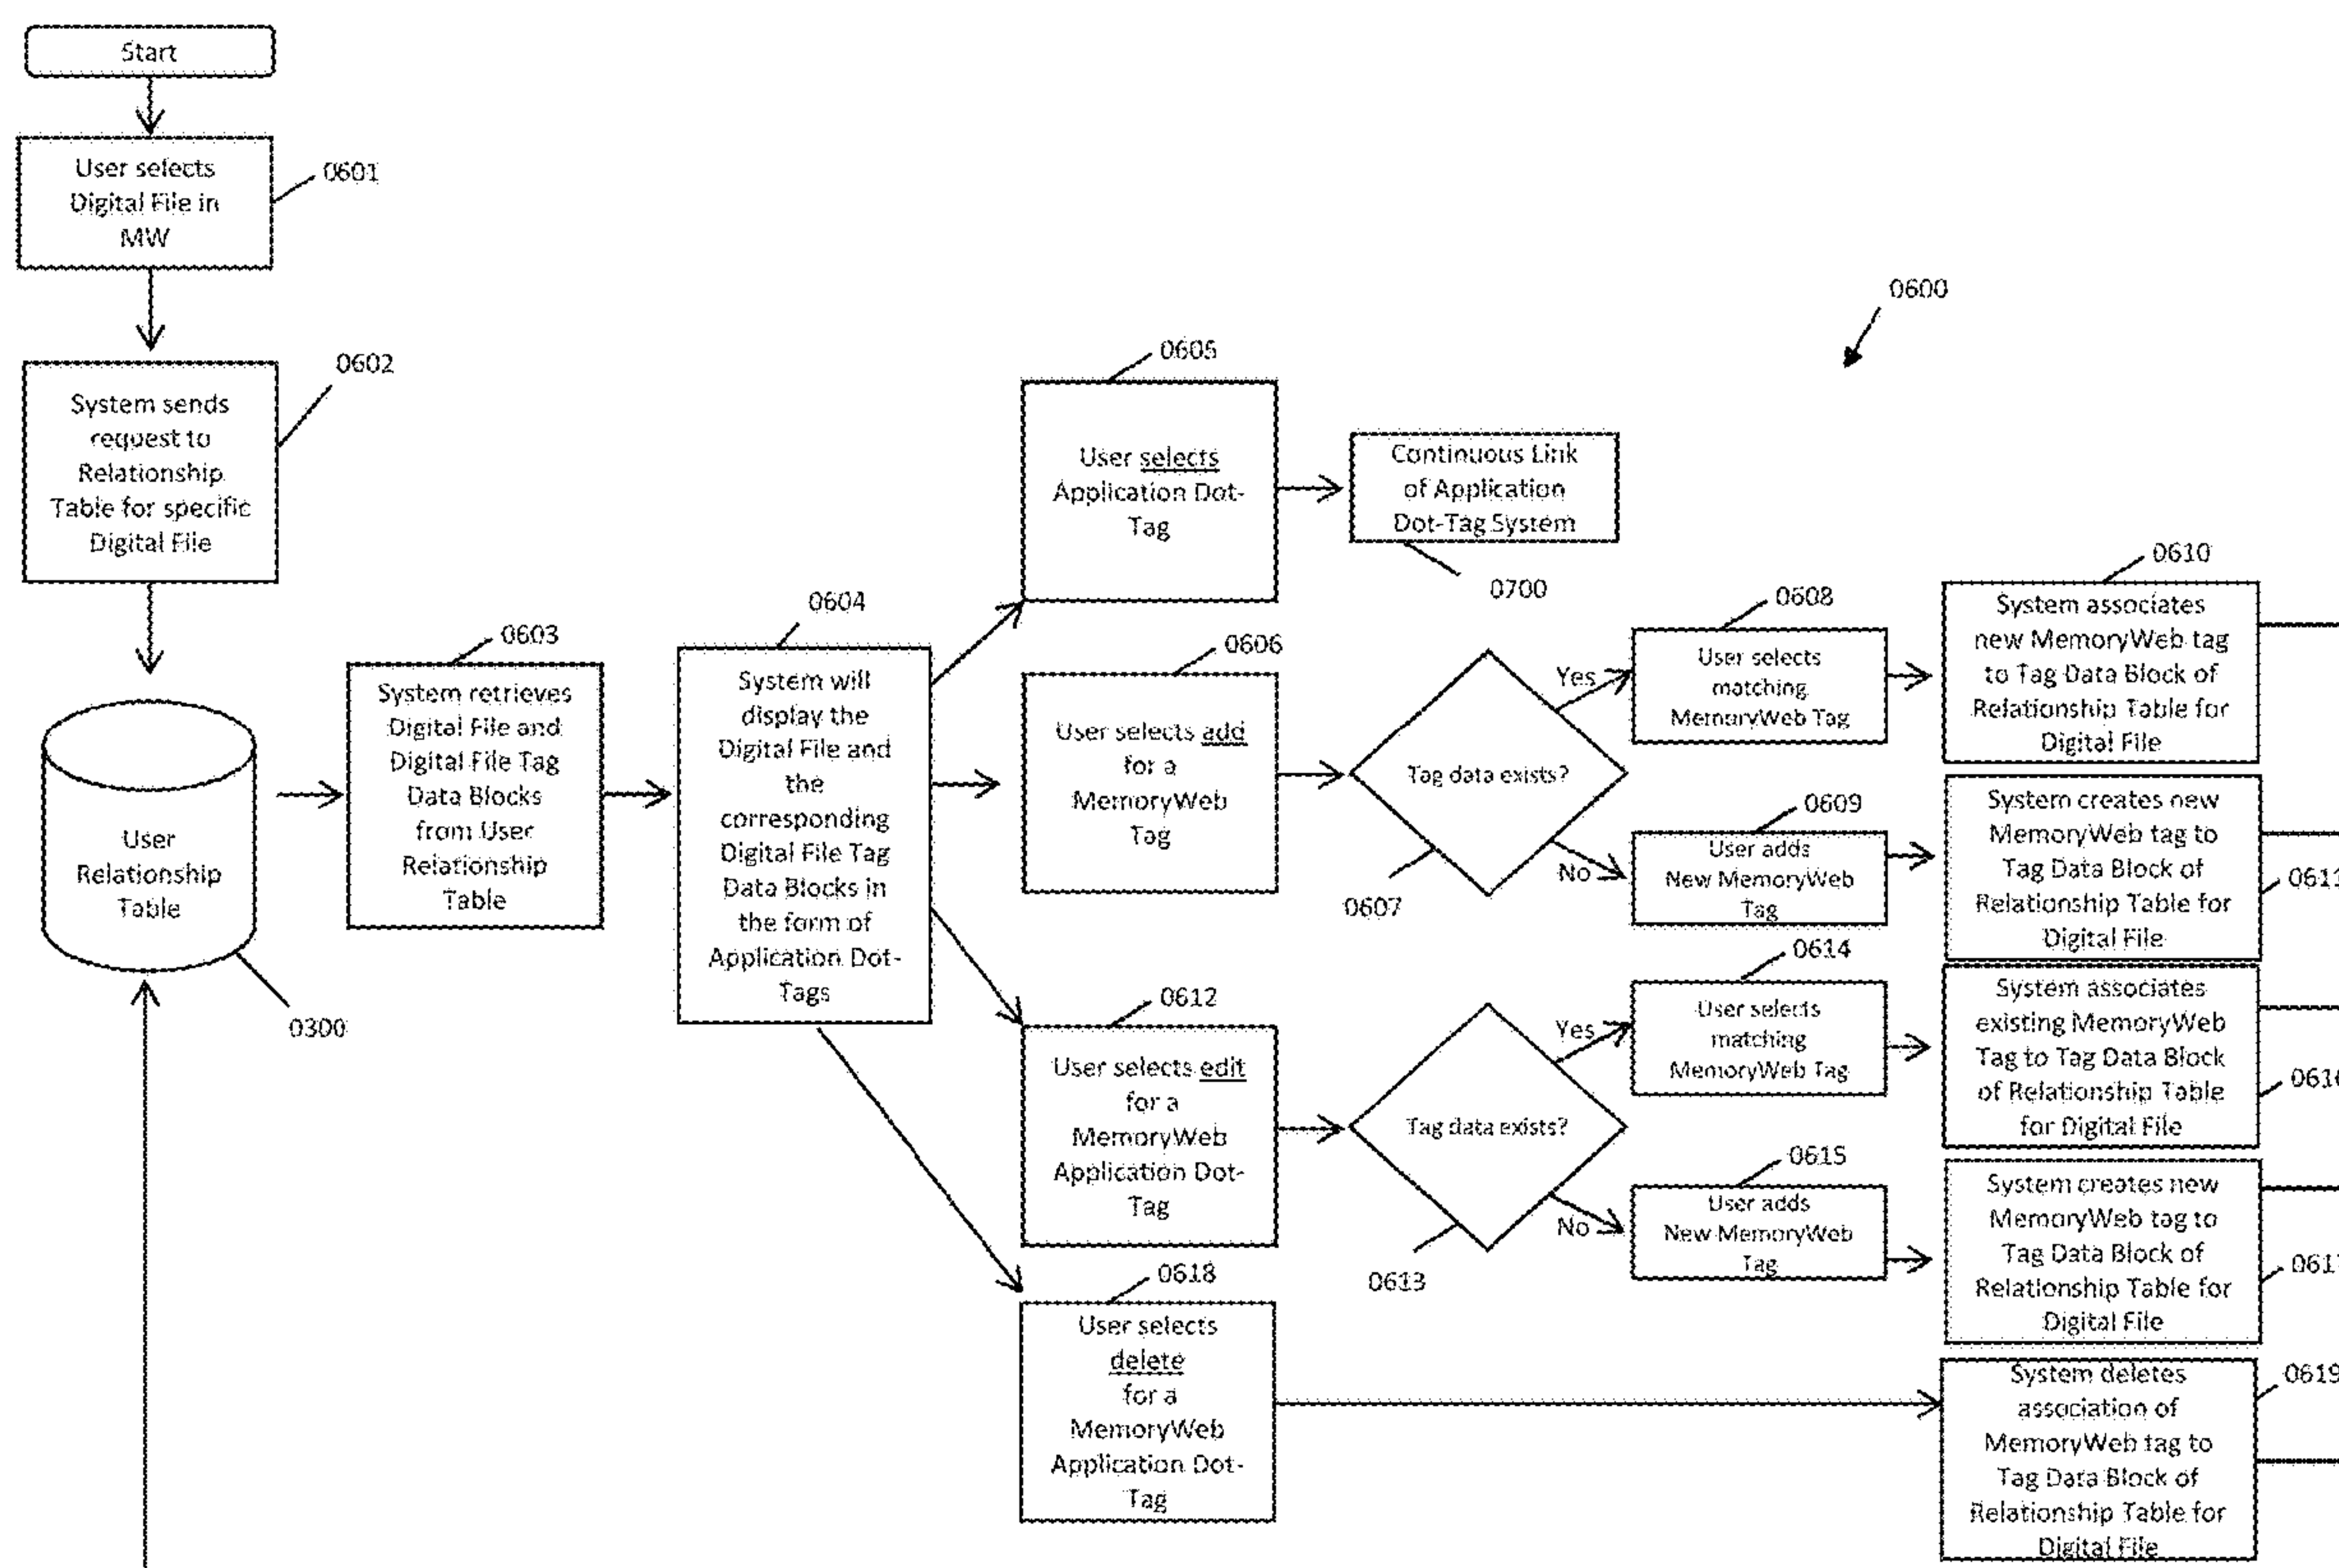 Start
User selects
Digital File in
MW
0601
System sends
request to
Relationship
Table for specific
Digital File
0602
User
Relationship
Table
0300
System retrieves
Digital File and
Digital File Tag
Data Blocks
from User
Relationship
Table
0603
System will
display the
Digital File and
the
corresponding
Digital File Tag
Data Blocks in
the form of
Application Dot-
Tags
0604
0600
User selects
Application Dot-
Tag
0605
Continuous Link
of Application
Dot-Tag System
0700
User selects add
for a
MemoryWeb
Tag
0606
Tag data exists?
0607
Yes
No
User selects
matching
MemoryWeb Tag
0608
User adds
New MemoryWeb
Tag
0609
System associates
new MemoryWeb tag
to Tag Data Block of
Relationship Table for
Digital File
0610
System creates new
MemoryWeb tag to
Tag Data Block of
Relationship Table for
Digital File
0611
User selects edit
for a
MemoryWeb
Application Dot-
Tag
0612
Tag data exists?
0613
Yes
No
User selects
matching
MemoryWeb Tag
0614
User adds
New MemoryWeb
Tag
0615
System associates
existing MemoryWeb
Tag to Tag Data Block
of Relationship Table
for Digital File
0616
System creates new
MemoryWeb tag to
Tag Data Block of
Relationship Table for
Digital File
0617
User selects
delete
for a
MemoryWeb
Application Dot-
Tag
0618
System deletes
association of
MemoryWeb tag to
Tag Data Block of
Relationship Table for
Digital File
0619